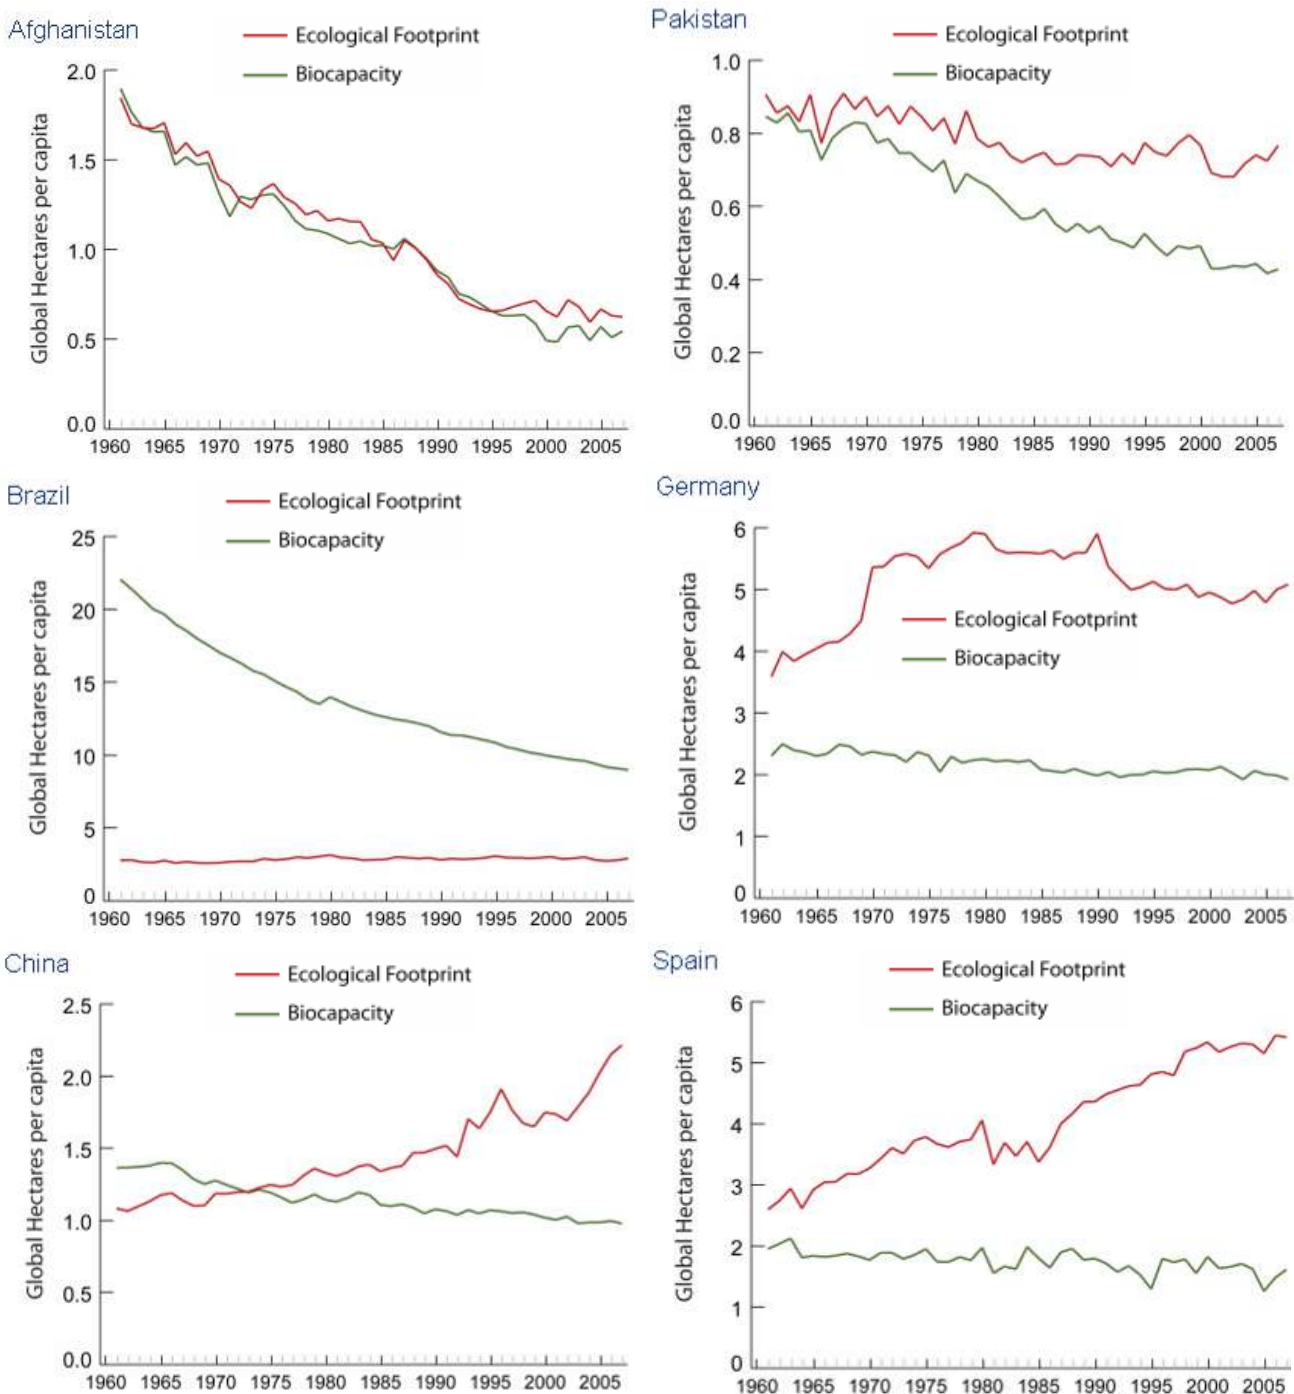 Afghanistan
Ecological Footprint
Biocapacity
Global Hectares per capita
2.0
1.5
1.0
0.5
0.0
1960 1965 1970 1975 1980 1985 1990 1995 2000 2005
Pakistan
Ecological Footprint
Biocapacity
Global Hectares per capita
1.0
0.8
0.6
0.4
0.2
0.0
1960 1965 1970 1975 1980 1985 1990 1995 2000 2005
Brazil
Ecological Footprint
Biocapacity
Global Hectares per capita
25
20
15
10
5
0
1960 1965 1970 1975 1980 1985 1990 1995 2000 2005
Germany
Ecological Footprint
Biocapacity
Global Hectares per capita
6
5
4
3
2
1
0
1960 1965 1970 1975 1980 1985 1990 1995 2000 2005
China
Ecological Footprint
Biocapacity
Global Hectares per capita
2.5
2.0
1.5
1.0
0.5
0.0
1960 1965 1970 1975 1980 1985 1990 1995 2000 2005
Spain
Ecological Footprint
Biocapacity
Global Hectares per capita
6
5
4
3
2
1
0
1960 1965 1970 1975 1980 1985 1990 1995 2000 2005